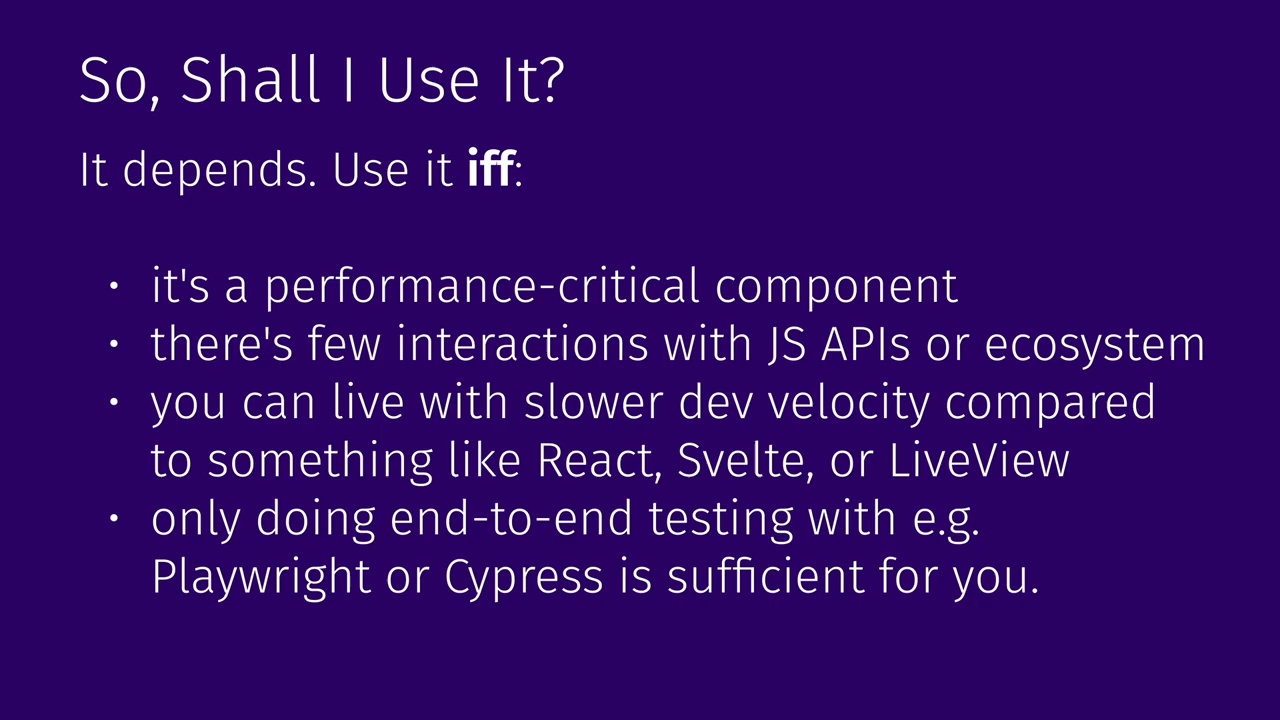 So, Shall I Use It?
It depends. Use it iff:
• it's a performance-critical component
• there's few interactions with JS APIs or ecosystem
• you can live with slower dev velocity compared
to something like React, Svelte, or LiveView
• only doing end-to-end testing with e.g.
Playwright or Cypress is sufficient for you.